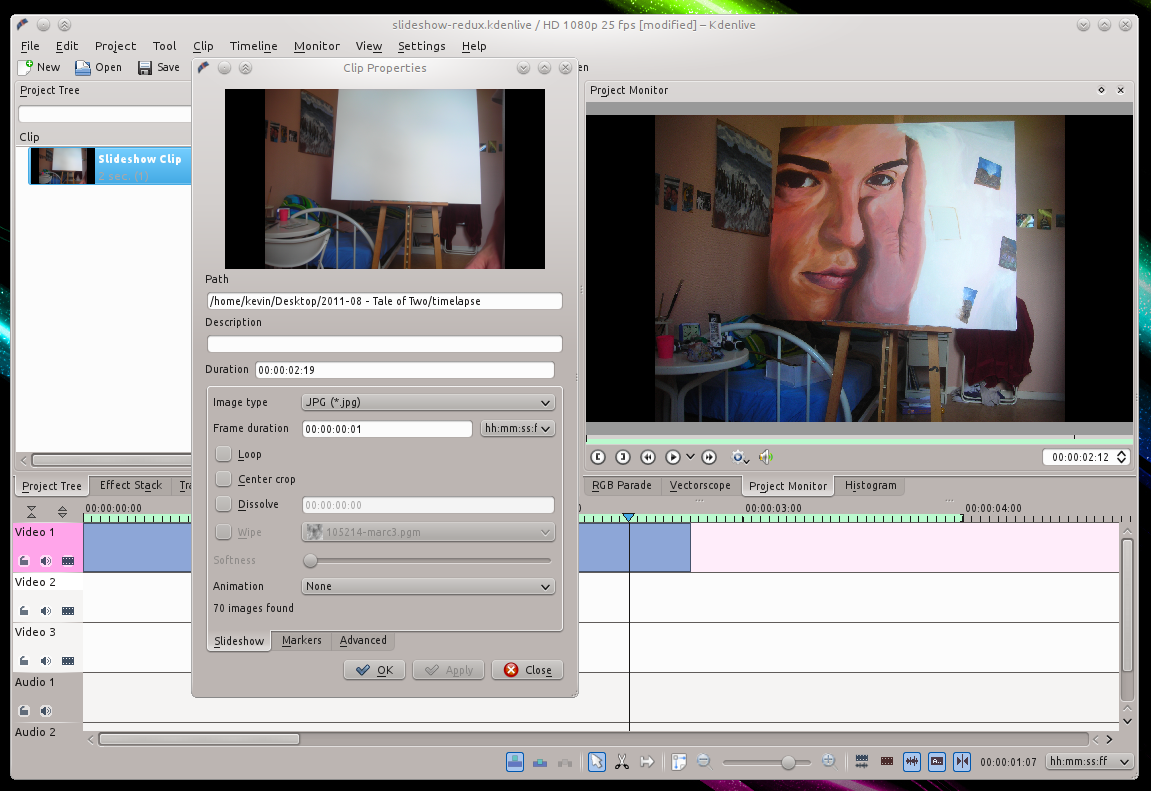 slideshow-redux.kdenlive / HD 1080p 25 fps [modified] – Kdenlive
File Edit Project Tool Clip Timeline Monitor View Settings Help
New Open Save
Project Tree
Clip
Slideshow Clip
2 sec. (1)
Clip Properties
Path
/home/kevin/Desktop/2011-08 - Tale of Two/timelapse
Description
Duration 00:00:02:19
Image type JPG (*.jpg)
Frame duration 00:00:00:01 hh:mm:ss:f
Loop
Center crop
Dissolve 00:00:00:00
Wipe 105214-marc3.pgm
Softness
Animation None
70 images found
Slideshow Markers Advanced
OK Apply Close
Project Monitor
00:00:02:12
Project Tree Effect Stack Tra
RGB Parade Vectorscope Project Monitor Histogram
00:00:00:00 00:00:03:00 00:00:04:00
Video 1
Video 2
Video 3
Audio 1
Audio 2
00:00:01:07 hh:mm:ss:ff